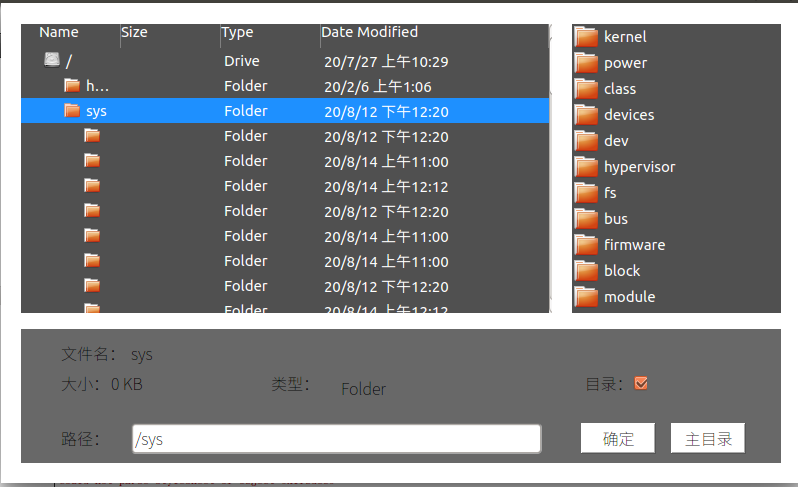 Name Size Type Date Modified
/ Drive 20/7/27 上午10:29
h... Folder 20/2/6 上午1:06
sys Folder 20/8/12 下午12:20
Folder 20/8/12 下午12:20
Folder 20/8/14 上午11:00
Folder 20/8/14 上午12:12
Folder 20/8/12 下午12:20
Folder 20/8/14 上午11:00
Folder 20/8/14 上午11:00
Folder 20/8/12 下午12:20
Folder 20/8/14 上午12:12
kernel
power
class
devices
dev
hypervisor
fs
bus
firmware
block
module
文件名： sys
大小： 0 KB 类型： Folder 目录：
路径： /sys 确定 主目录